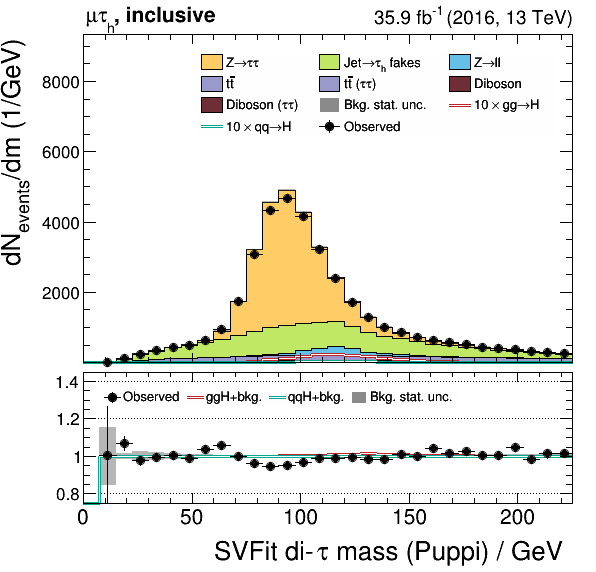 μτₕ, inclusive 35.9 fb⁻¹ (2016, 13 TeV)
dN_events/dm (1/GeV)
8000
6000
4000
2000
Z→ττ Jet→τₕ fakes Z→ll
tt̄ tt̄ (ττ) Diboson
Diboson (ττ) Bkg. stat. unc. 10 × gg→H
10 × qq→H Observed
1.4
1.2
1
0.8
Observed ggH+bkg. qqH+bkg. Bkg. stat. unc.
0 50 100 150 200
SVFit di-τ mass (Puppi) / GeV